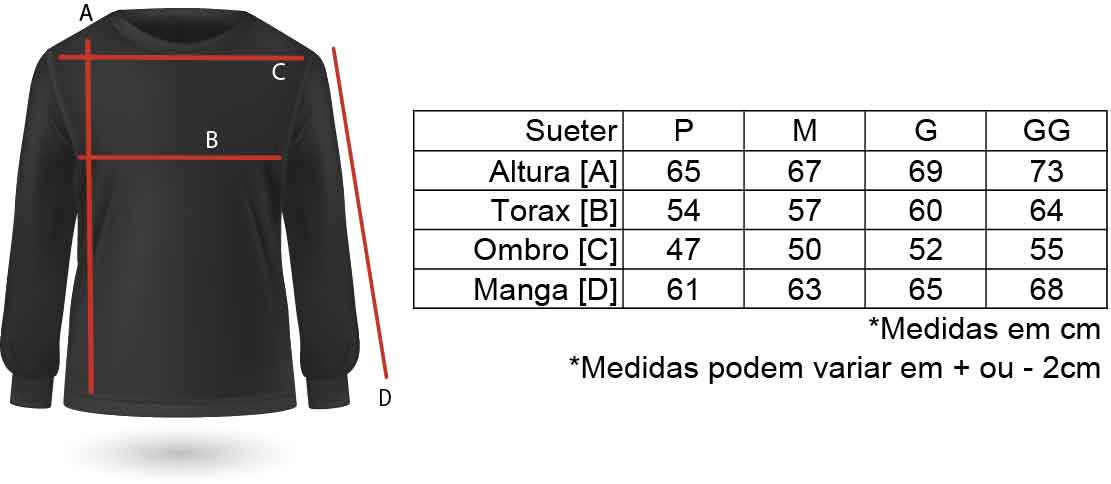 A
C
B
D
Sueter P M G GG
Altura [A] 65 67 69 73
Torax [B] 54 57 60 64
Ombro [C] 47 50 52 55
Manga [D] 61 63 65 68
*Medidas em cm
*Medidas podem variar em + ou - 2cm